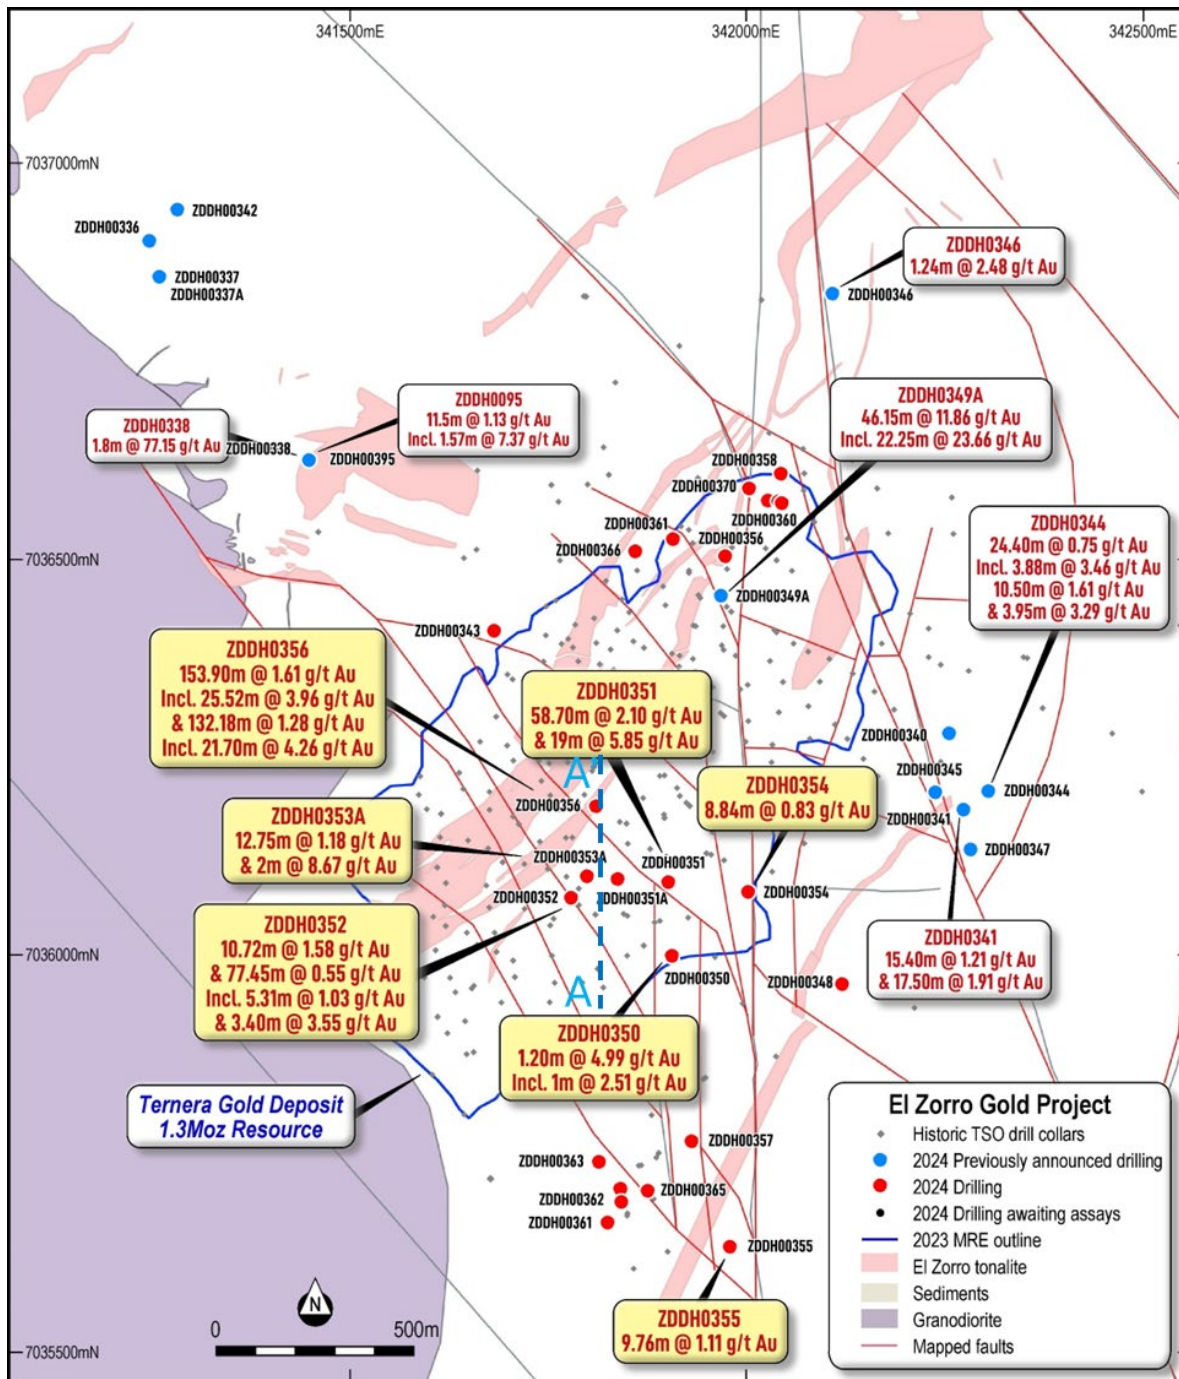 341500mE
342000mE
342500mE
7037000mN
ZDDH00342
ZDDH00336
ZDDH00337
ZDDH00337A
ZDDH0346
1.24m @ 2.48 g/t Au
ZDDH00346
ZDDH0338
1.8m @ 77.15 g/t Au
ZDDH00338
ZDDH0095
11.5m @ 1.13 g/t Au
Incl. 1.57m @ 7.37 g/t Au
ZDDH00395
ZDDH0349A
46.15m @ 11.86 g/t Au
Incl. 22.25m @ 23.66 g/t Au
ZDDH00358
ZDDH00370
ZDDH00360
ZDDH00361
ZDDH00356
ZDDH00366
7036500mN
ZDDH00349A
ZDDH0344
24.40m @ 0.75 g/t Au
Incl. 3.88m @ 3.46 g/t Au
10.50m @ 1.61 g/t Au
& 3.95m @ 3.29 g/t Au
ZDDH00343
ZDDH0356
153.90m @ 1.61 g/t Au
Incl. 25.52m @ 3.96 g/t Au
& 132.18m @ 1.28 g/t Au
Incl. 21.70m @ 4.26 g/t Au
ZDDH0351
58.70m @ 2.10 g/t Au
& 19m @ 5.85 g/t Au
A'
ZDDH00356
ZDDH0354
8.84m @ 0.83 g/t Au
ZDDH00340
ZDDH00345
ZDDH00344
ZDDH00341
ZDDH00347
ZDDH0353A
12.75m @ 1.18 g/t Au
& 2m @ 8.67 g/t Au
ZDDH00353A
ZDDH00351
ZDDH00352
ZDDH00351A
ZDDH00354
ZDDH0352
10.72m @ 1.58 g/t Au
& 77.45m @ 0.55 g/t Au
Incl. 5.31m @ 1.03 g/t Au
& 3.40m @ 3.55 g/t Au
7036000mN
ZDDH00350
ZDDH00348
ZDDH0341
15.40m @ 1.21 g/t Au
& 17.50m @ 1.91 g/t Au
A
ZDDH0350
1.20m @ 4.99 g/t Au
Incl. 1m @ 2.51 g/t Au
Ternera Gold Deposit
1.3Moz Resource
ZDDH00357
ZDDH00363
ZDDH00365
ZDDH00362
ZDDH00361
ZDDH00355
ZDDH0355
9.76m @ 1.11 g/t Au
N
0 500m
7035500mN
El Zorro Gold Project
Historic TSO drill collars
2024 Previously announced drilling
2024 Drilling
2024 Drilling awaiting assays
2023 MRE outline
El Zorro tonalite
Sediments
Granodiorite
Mapped faults